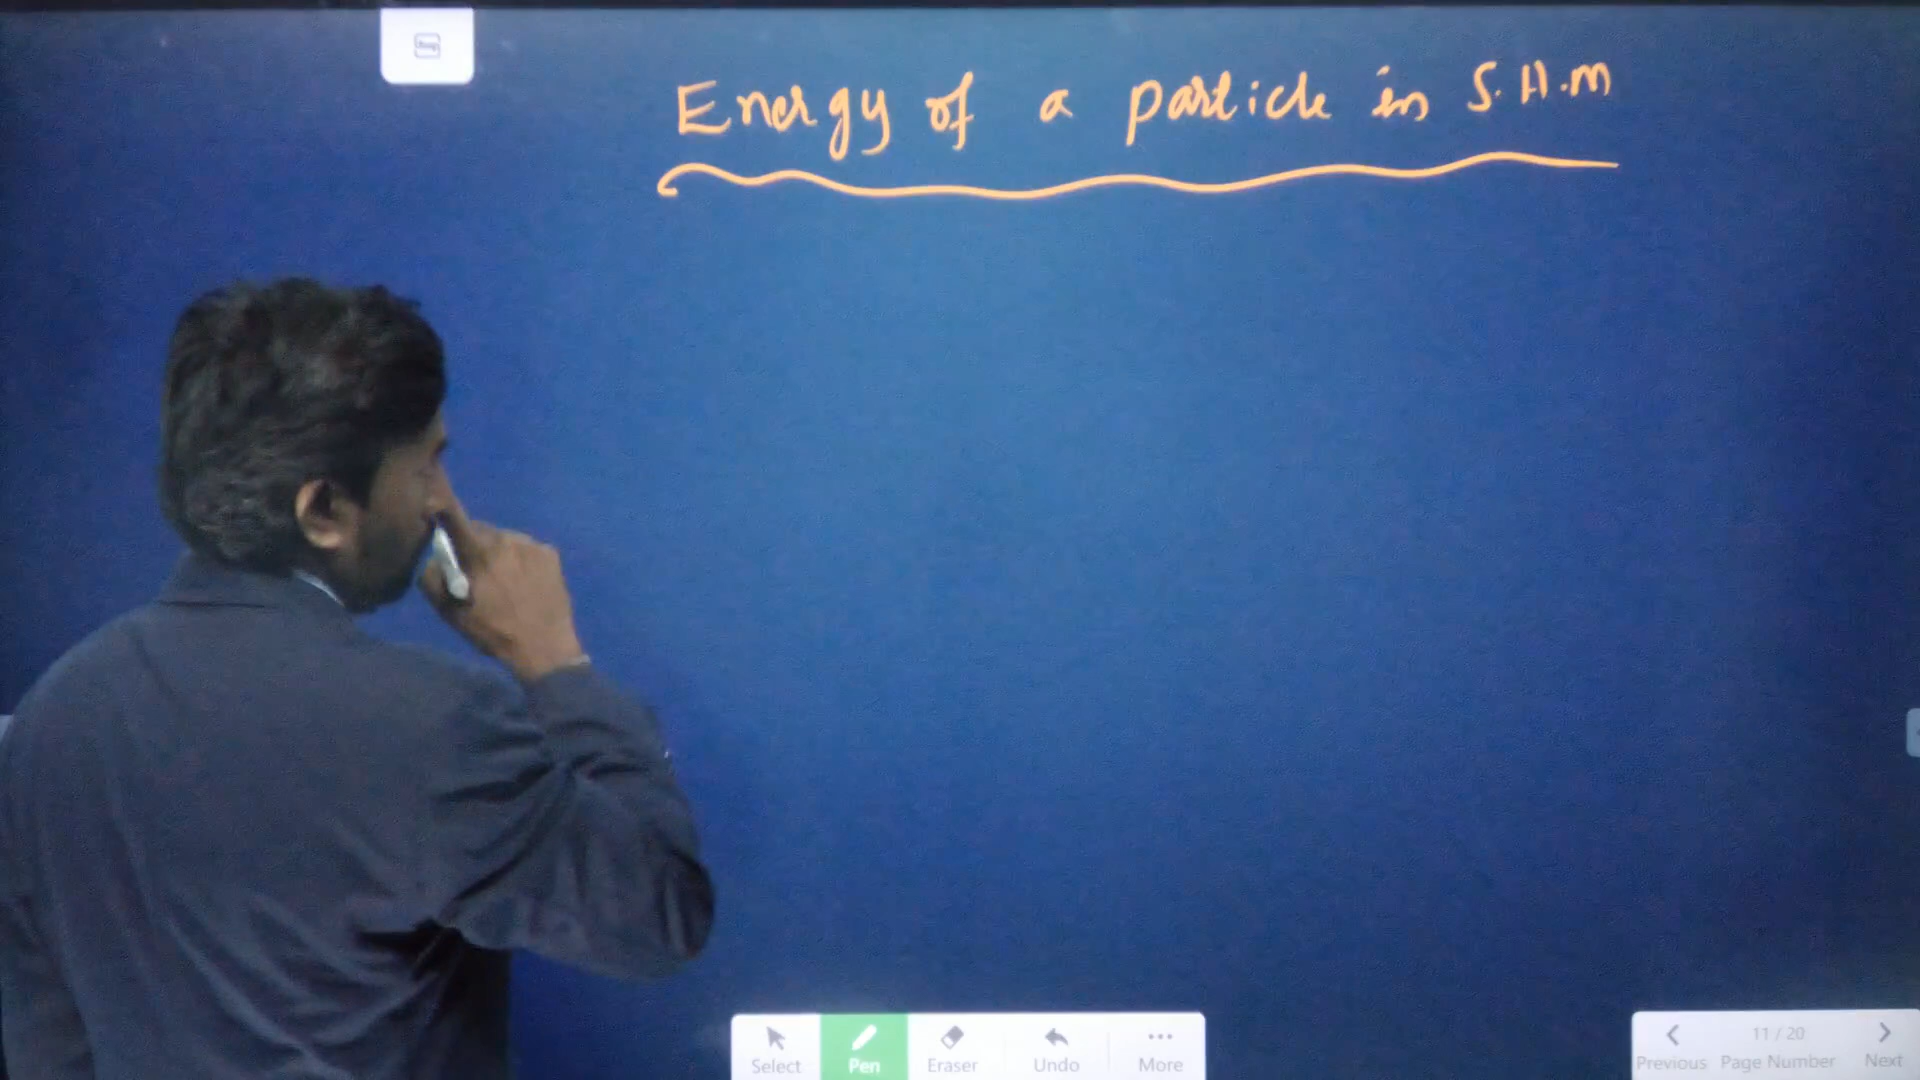 Energy of a particle in S.H.M
Select Pen Eraser Undo More
11 / 20
Previous Page Number Next